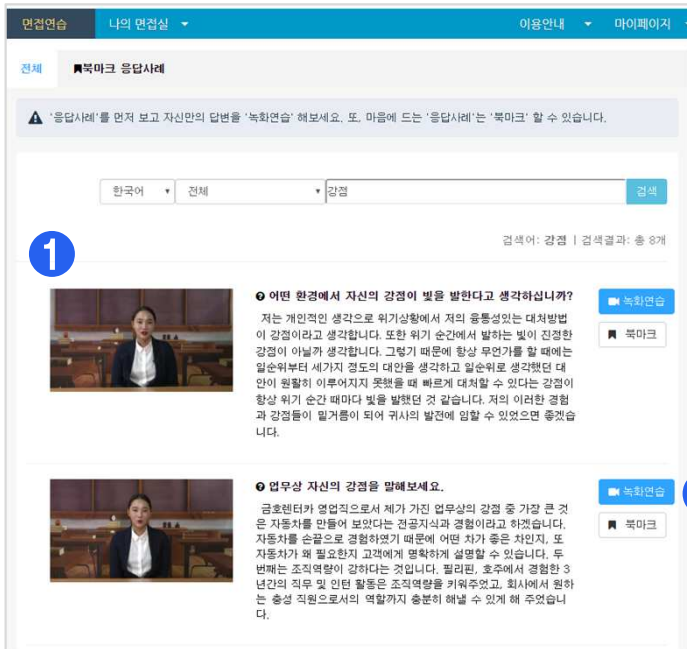 면접연습 나의 면접실 이용안내 마이페이지
전체 북마크 응답사례
'응답사례'를 먼저 보고 자신만의 답변을 '녹화연습' 해보세요. 또, 마음에 드는 '응답사례'는 '북마크' 할 수 있습니다.
한국어 전체 강점 검색
검색어: 강점 | 검색결과: 총 8개
1
어떤 환경에서 자신의 강점이 빛을 발한다고 생각하십니까?
녹화연습
북마크
저는 개인적인 생각으로 위기상황에서 저의 융통성있는 대처방법
이 강점이라고 생각합니다. 또한 위기 순간에서 발하는 빛이 진정한
강점이 아닐까 생각합니다. 그렇기 때문에 항상 무언가를 할 때에는
일순위부터 세가지 정도의 대안을 생각하고 일순위로 생각했던 대
안이 원활히 이루어지지 못했을 때 빠르게 대처할 수 있다는 강점이
항상 위기 순간 때마다 빛을 발했던 것 같습니다. 저의 이러한 경험
과 강점들이 밑거름이 되어 귀사의 발전에 임할 수 있었으면 좋겠습
니다.
업무상 자신의 강점을 말해보세요.
녹화연습
북마크
금호렌터카 영업직으로서 제가 가진 업무상의 강점 중 가장 큰 것
은 자동차를 만들어 보았다는 전공지식과 경험이라고 하겠습니다.
자동차를 손끝으로 경험하였기 때문에 어떤 차가 좋은 차인지, 또
자동차가 왜 필요한지 고객에게 명확하게 설명할 수 있습니다. 두
번째는 조직역량이 강하다는 것입니다. 필리핀, 호주에서 경험한 3
년간의 직무 및 인턴 활동은 조직역량을 키워주었고, 회사에서 원하
는 충성 직원으로서의 역할까지 충분히 해낼 수 있게 해 주었습니
다.